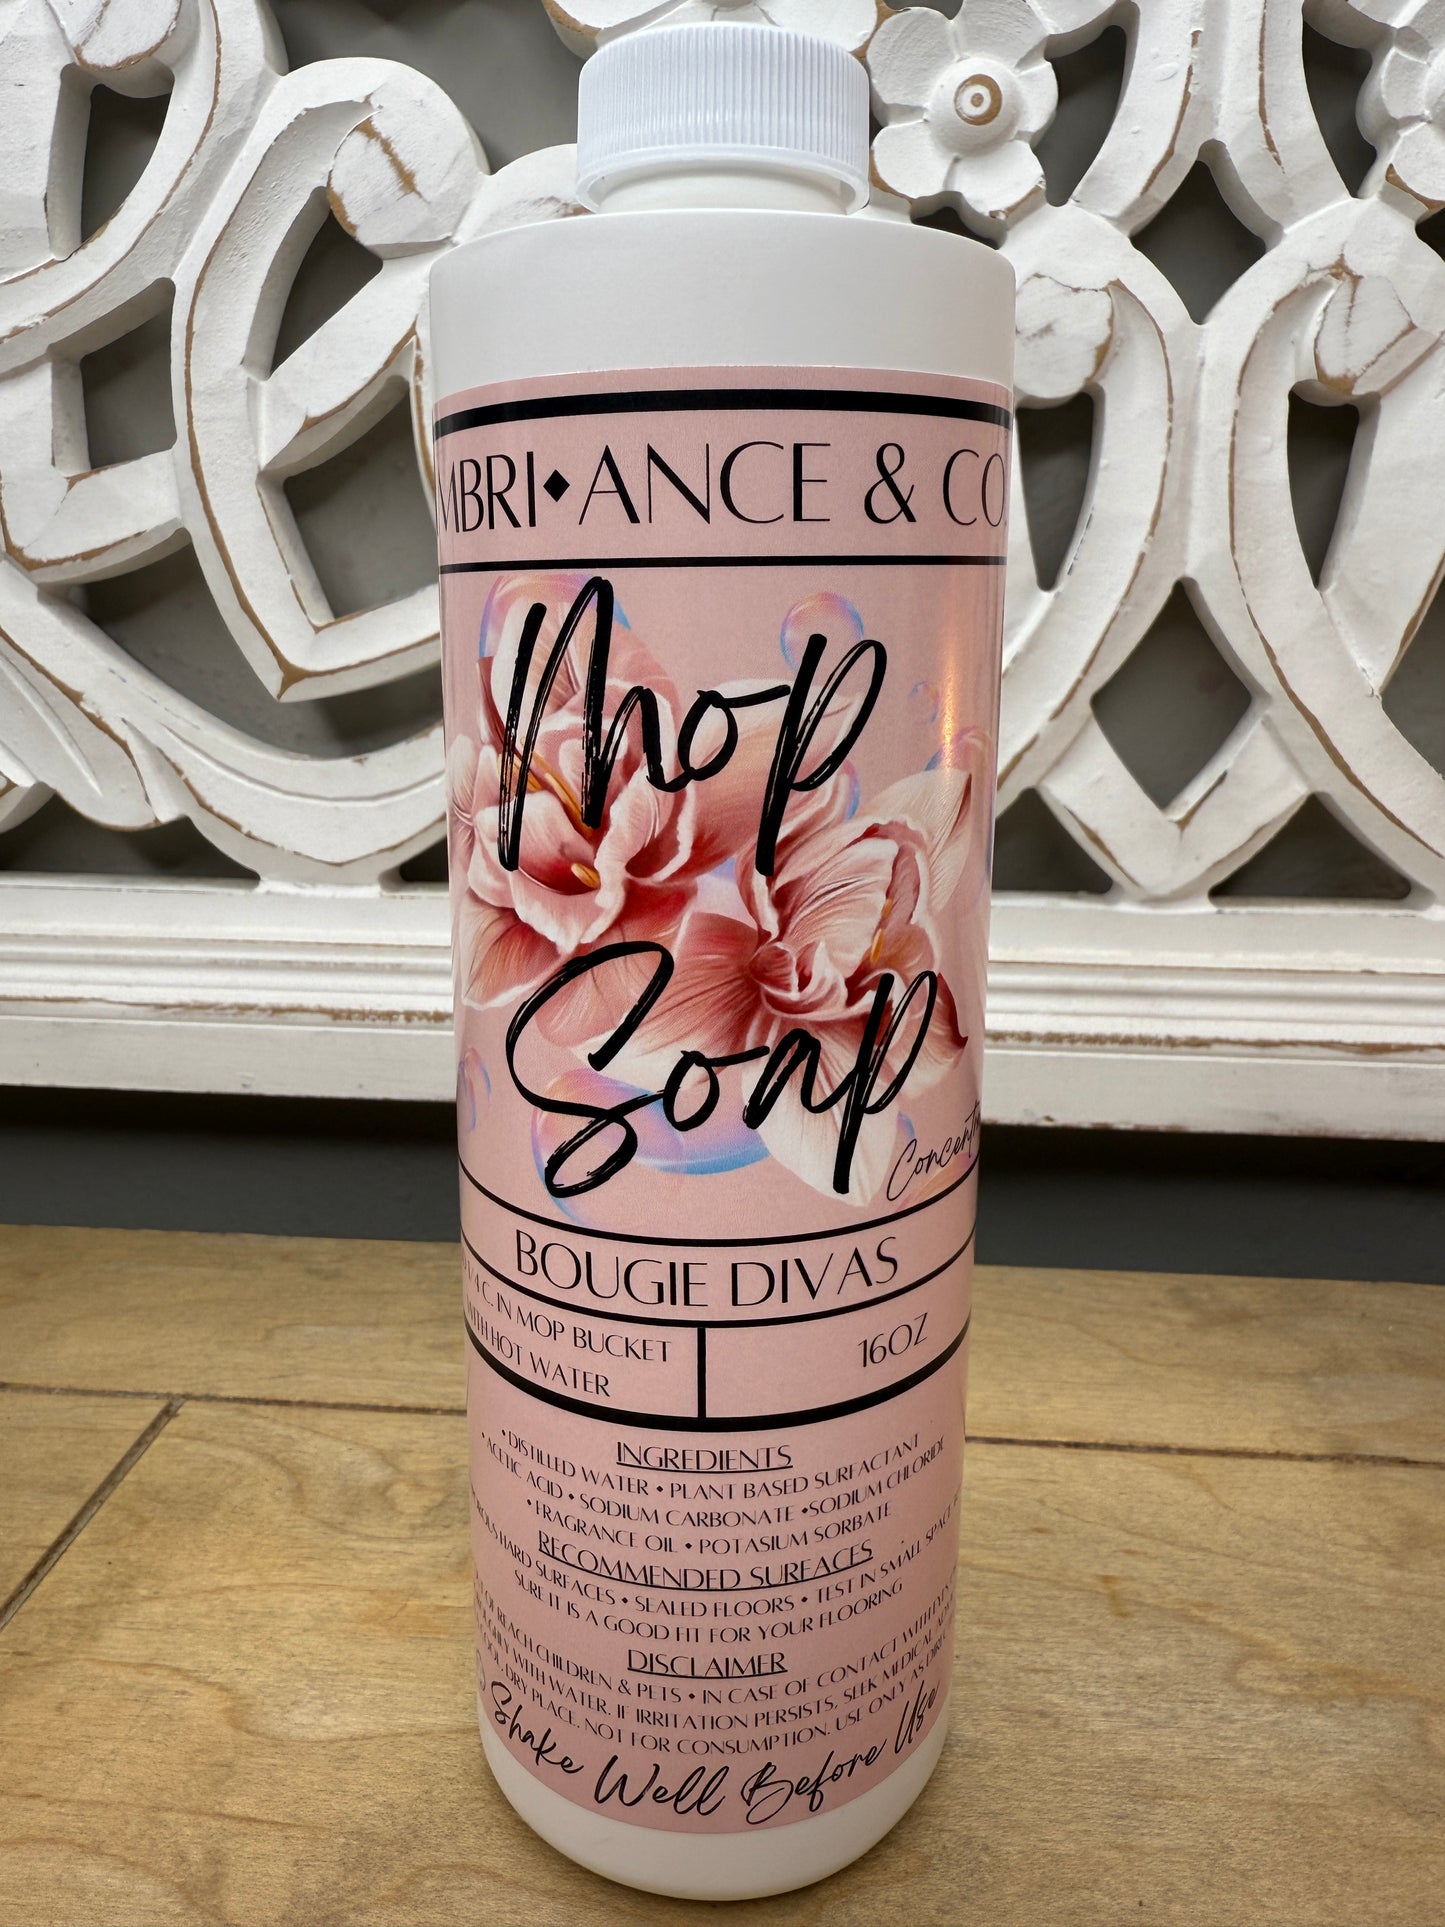 MBRI♦ANCE & CO
Mop
Soap
BOUGIE DIVAS
1/4 C. IN MOP BUCKET
WITH HOT WATER
16OZ
INGREDIENTS
• DISTILLED WATER • PLANT BASED SURFACTANT
• ACETIC ACID • SODIUM CARBONATE •SODIUM CHLORIDE
• FRAGRANCE OIL • POTASIUM SORBATE
RECOMMENDED SURFACES
HARD SURFACES • SEALED FLOORS • TEST IN SMALL SPACE
SURE IT IS A GOOD FIT FOR YOUR FLOORING
DISCLAIMER
OF REACH CHILDREN & PETS • IN CASE OF CONTACT WITH EYES
WITH WATER. IF IRRITATION PERSISTS, SEEK MEDICAL
COOL, DRY PLACE. NOT FOR CONSUMPTION. USE ONLY AS
Shake Well Before Use